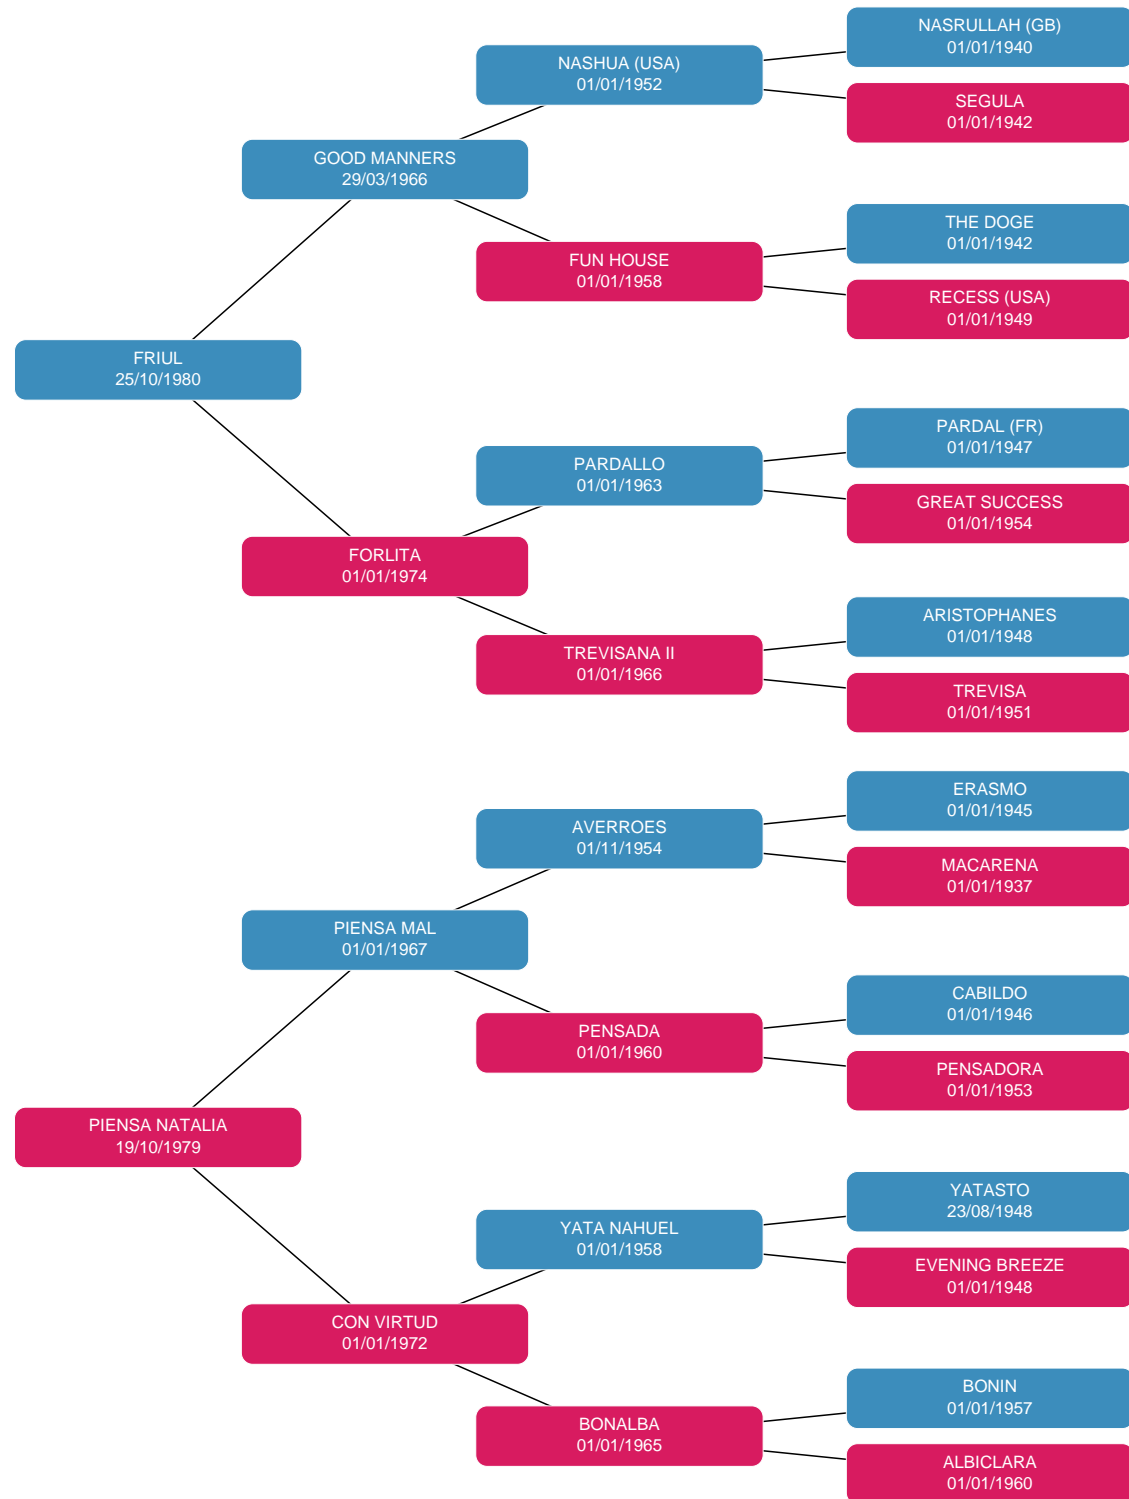 NASRULLAH (GB)
01/01/1940
NASHUA (USA)
01/01/1952
SEGULA
01/01/1942
GOOD MANNERS
29/03/1966
THE DOGE
01/01/1942
FUN HOUSE
01/01/1958
RECESS (USA)
01/01/1949
FRIUL
25/10/1980
PARDAL (FR)
01/01/1947
PARDALLO
01/01/1963
GREAT SUCCESS
01/01/1954
FORLITA
01/01/1974
ARISTOPHANES
01/01/1948
TREVISANA II
01/01/1966
TREVISA
01/01/1951
ERASMO
01/01/1945
AVERROES
01/11/1954
MACARENA
01/01/1937
PIENSA MAL
01/01/1967
CABILDO
01/01/1946
PENSADA
01/01/1960
PENSADORA
01/01/1953
PIENSA NATALIA
19/10/1979
YATASTO
23/08/1948
YATA NAHUEL
01/01/1958
EVENING BREEZE
01/01/1948
CON VIRTUD
01/01/1972
BONIN
01/01/1957
BONALBA
01/01/1965
ALBICLARA
01/01/1960